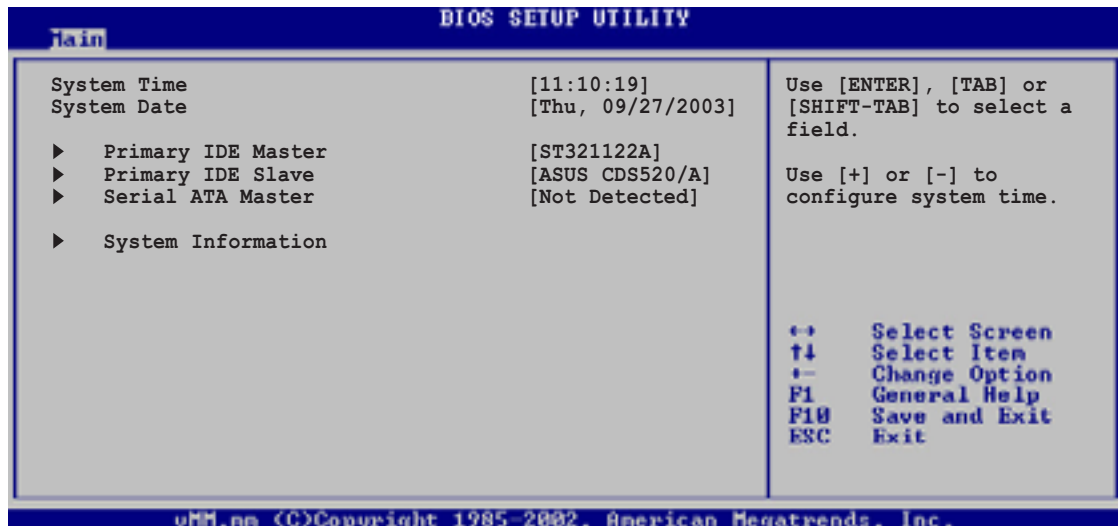 BIOS SETUP UTILITY
Main
System Time [11:10:19]
System Date [Thu, 09/27/2003]
Primary IDE Master [ST321122A]
Primary IDE Slave [ASUS CDS520/A]
Serial ATA Master [Not Detected]
System Information
Use [ENTER], [TAB] or
[SHIFT-TAB] to select a
field.
Use [+] or [-] to
configure system time.
←→ Select Screen
↑↓ Select Item
+- Change Option
F1 General Help
F10 Save and Exit
ESC Exit
vMM.mm (C)Copyright 1985-2002, American Megatrends, Inc.